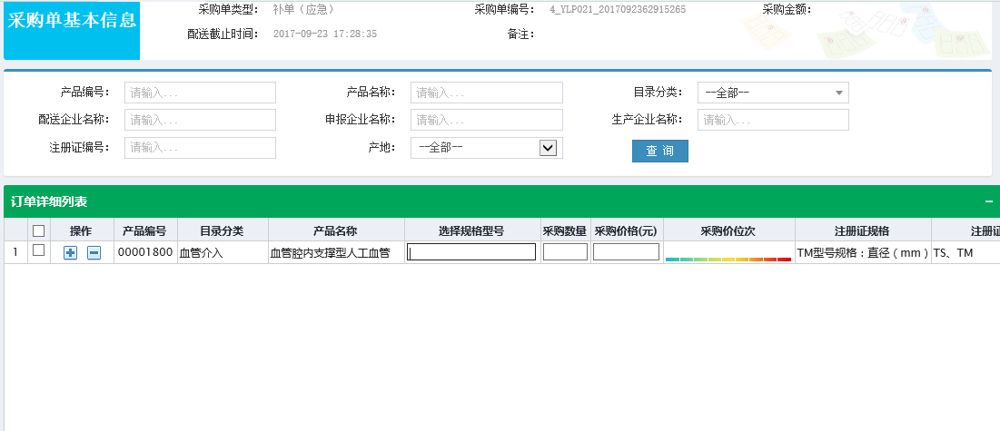 采购单基本信息
采购单类型： 补单（应急） 采购单编号： 4_YLP021_2017092362915265 采购金额：
配送截止时间： 2017-09-23 17:28:35 备注：
产品编号： 请输入... 产品名称： 请输入... 目录分类： --全部--
配送企业名称： 请输入... 申报企业名称： 请输入... 生产企业名称： 请输入...
注册证编号： 请输入... 产地： --全部-- 查 询
订单详细列表
操作 产品编号 目录分类 产品名称 选择规格型号 采购数量 采购价格(元) 采购价位次 注册证规格 注册证
1 00001800 血管介入 血管腔内支撑型人工血管 TM型号规格：直径（mm） TS、TM